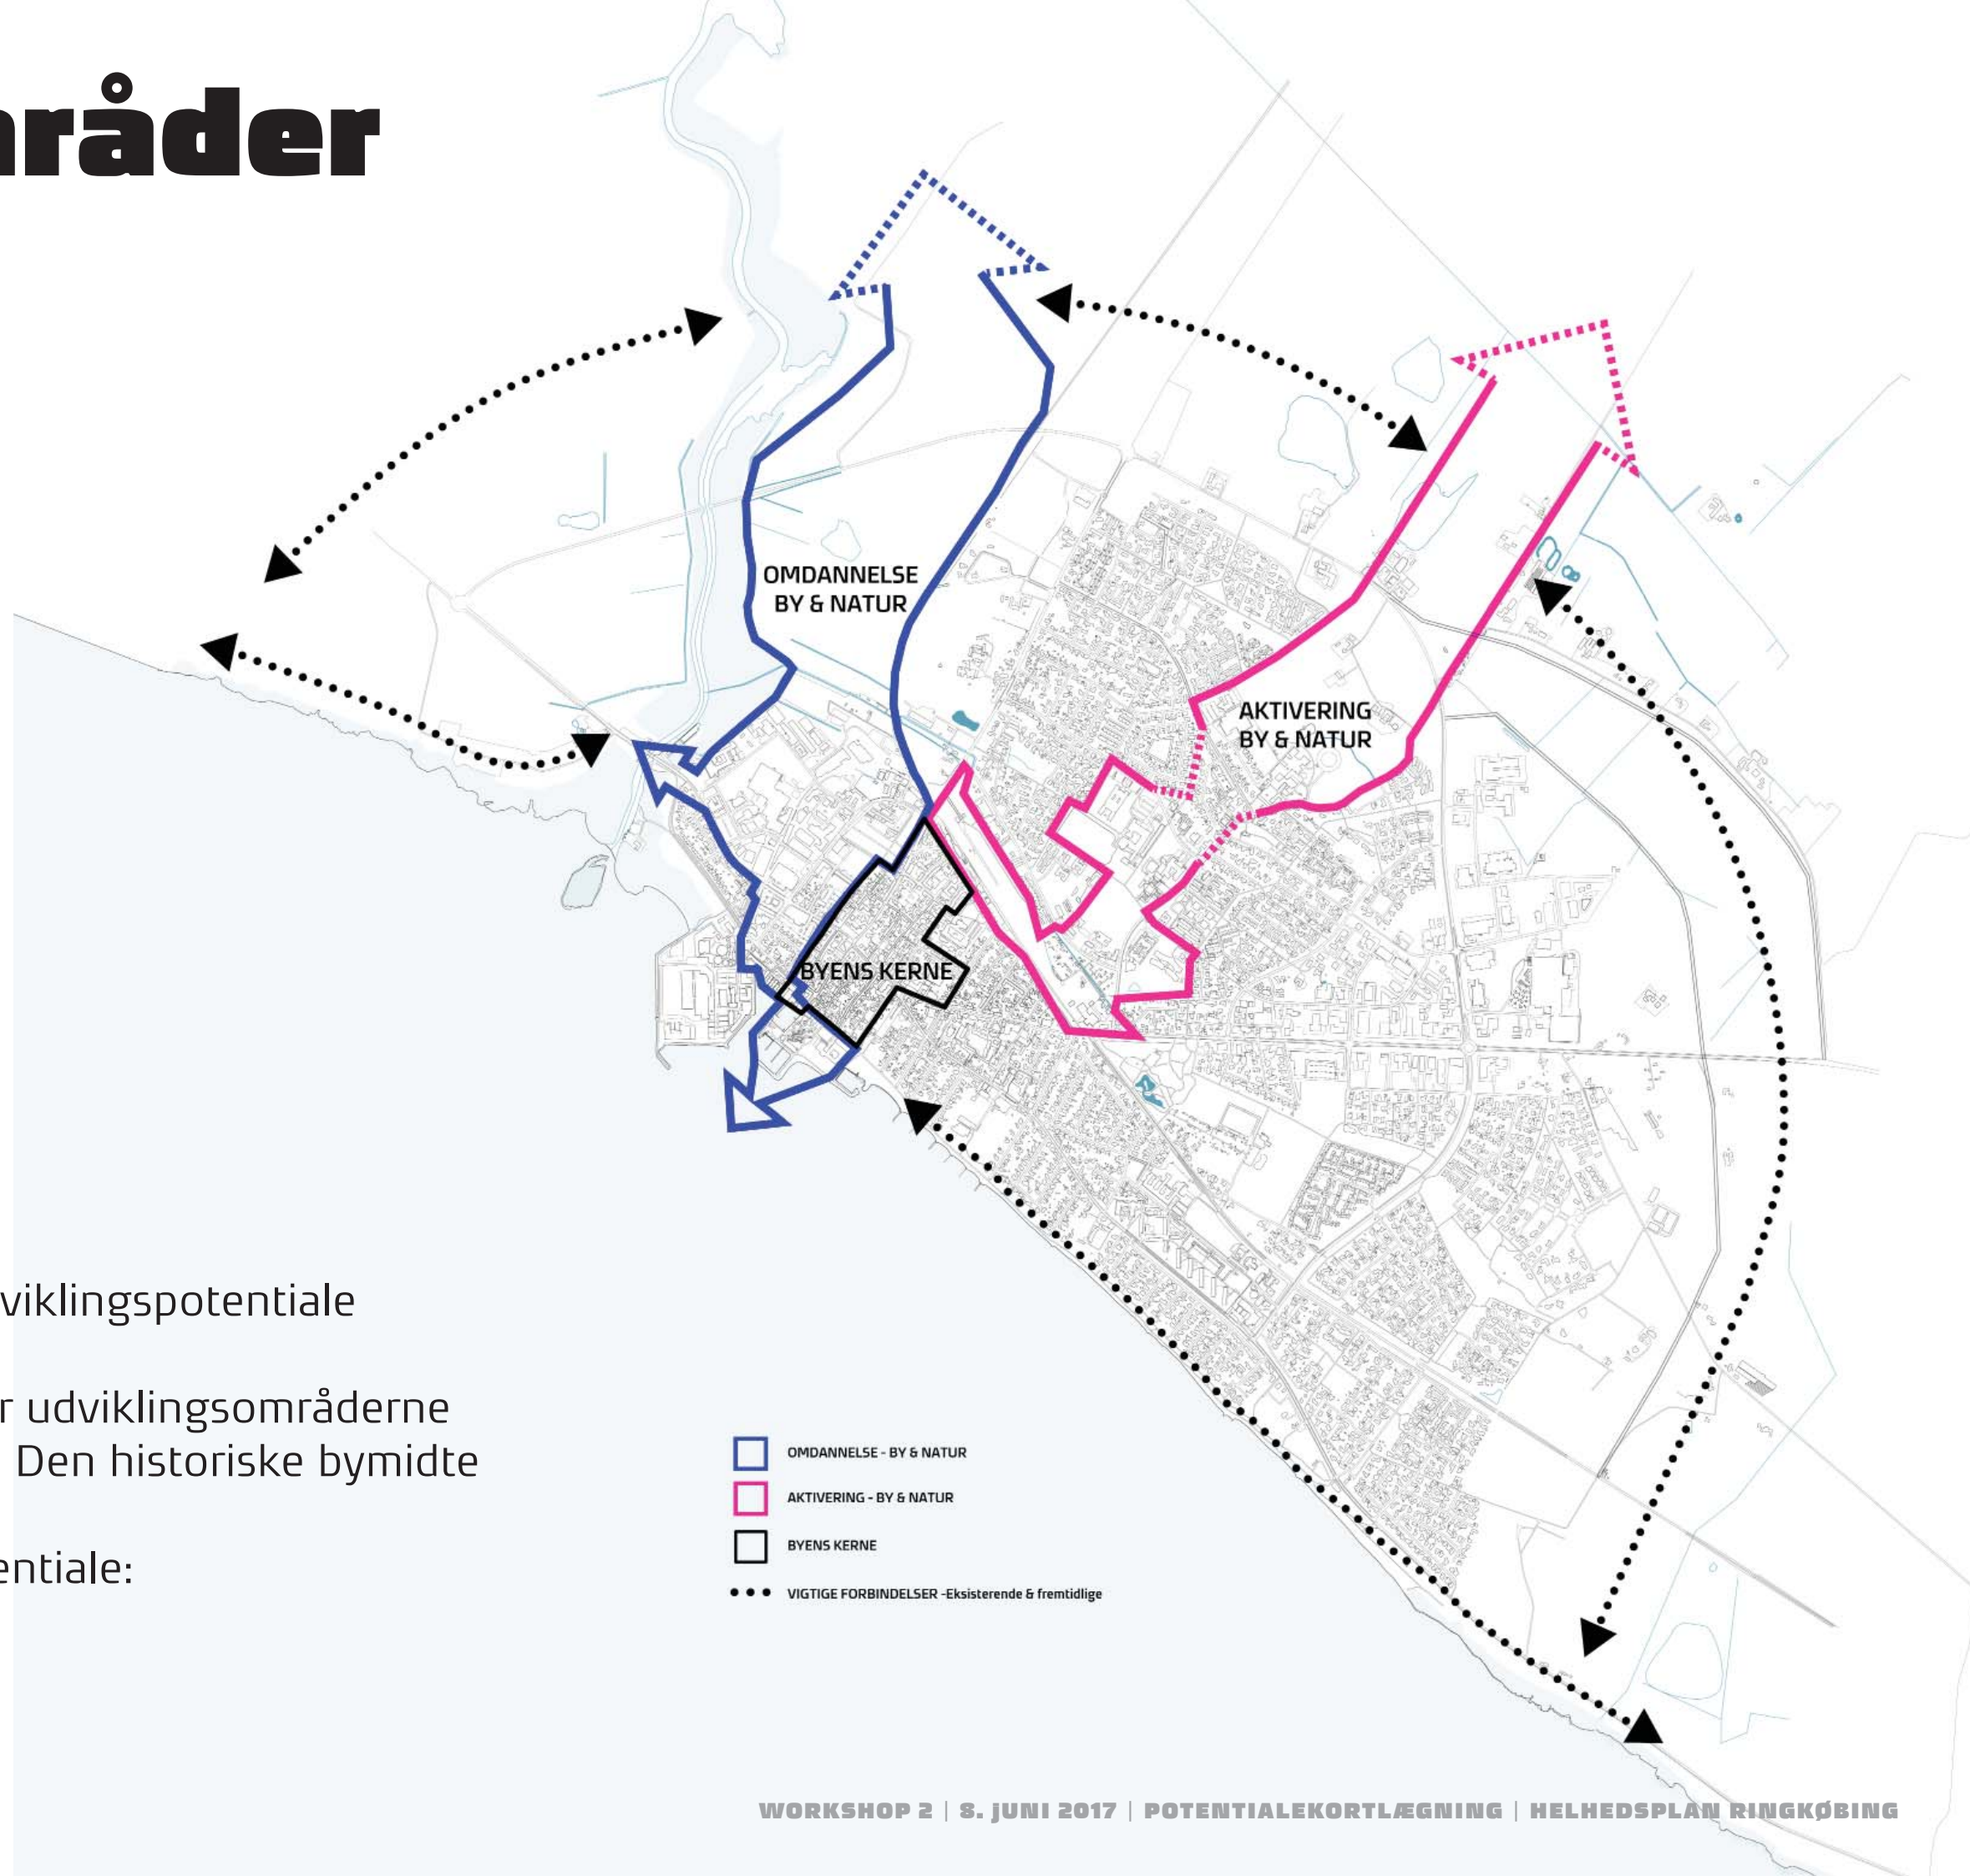 nråder
OMDANNELSE
BY & NATUR
AKTIVERING
BY & NATUR
BYENS KERNE
viklingspotentiale
r udviklingsområderne
Den historiske bymidte
entiale:
OMDANNELSE - BY & NATUR
AKTIVERING - BY & NATUR
BYENS KERNE
VIGTIGE FORBINDELSER -Eksisterende & fremtidlige
WORKSHOP 2 | 8. JUNI 2017 | POTENTIALEKORTLÆGNING | HELHEDSPLAN RINGKØBING